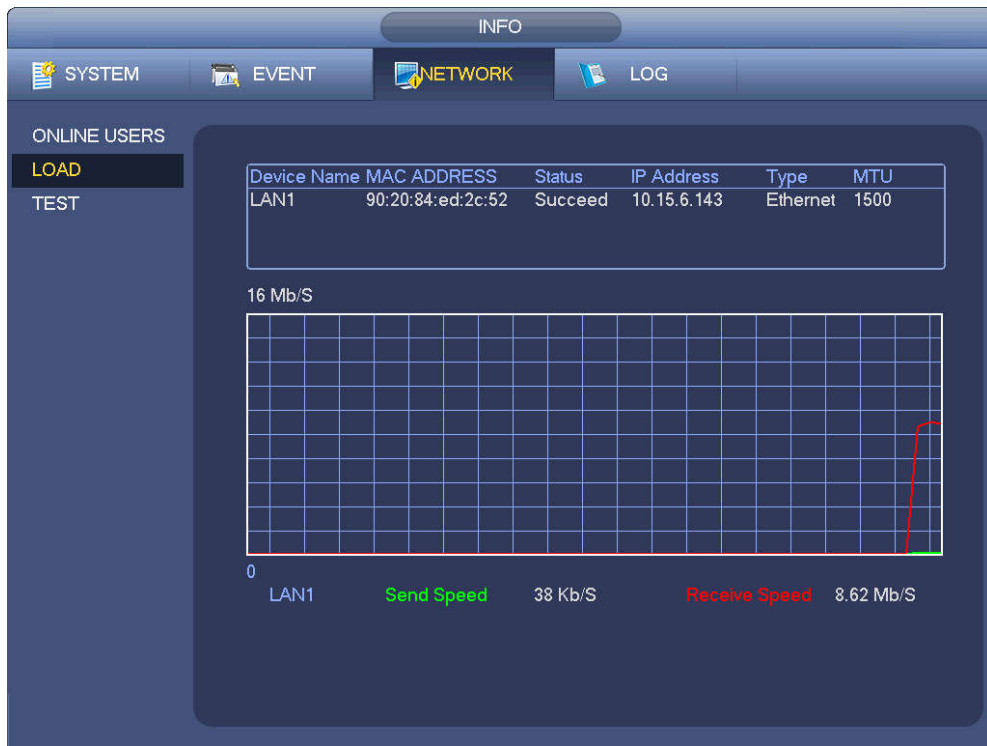 INFO
SYSTEM EVENT NETWORK LOG
ONLINE USERS
LOAD
TEST
Device Name MAC ADDRESS Status IP Address Type MTU
LAN1 90:20:84:ed:2c:52 Succeed 10.15.6.143 Ethernet 1500
16 Mb/S
0
LAN1 Send Speed 38 Kb/S Receive Speed 8.62 Mb/S